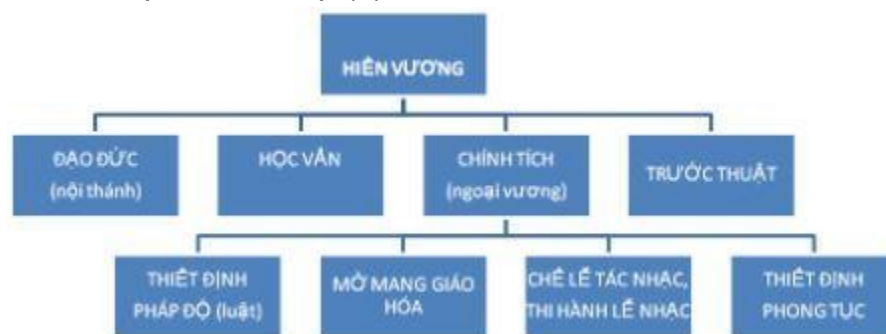 HIỀN VƯƠNG
ĐẠO ĐỨC
(nội thánh)
HỌC VẤN
CHÍNH TÍCH
(ngoại vương)
TRƯỚC THUẬT
THIẾT ĐỊNH
PHÁP ĐỘ (luật)
MỞ MANG GIÁO
HÓA
CHẾ LỄ TÁC NHẠC,
THI HÀNH LỄ NHẠC
THIẾT ĐỊNH
PHONG TỤC